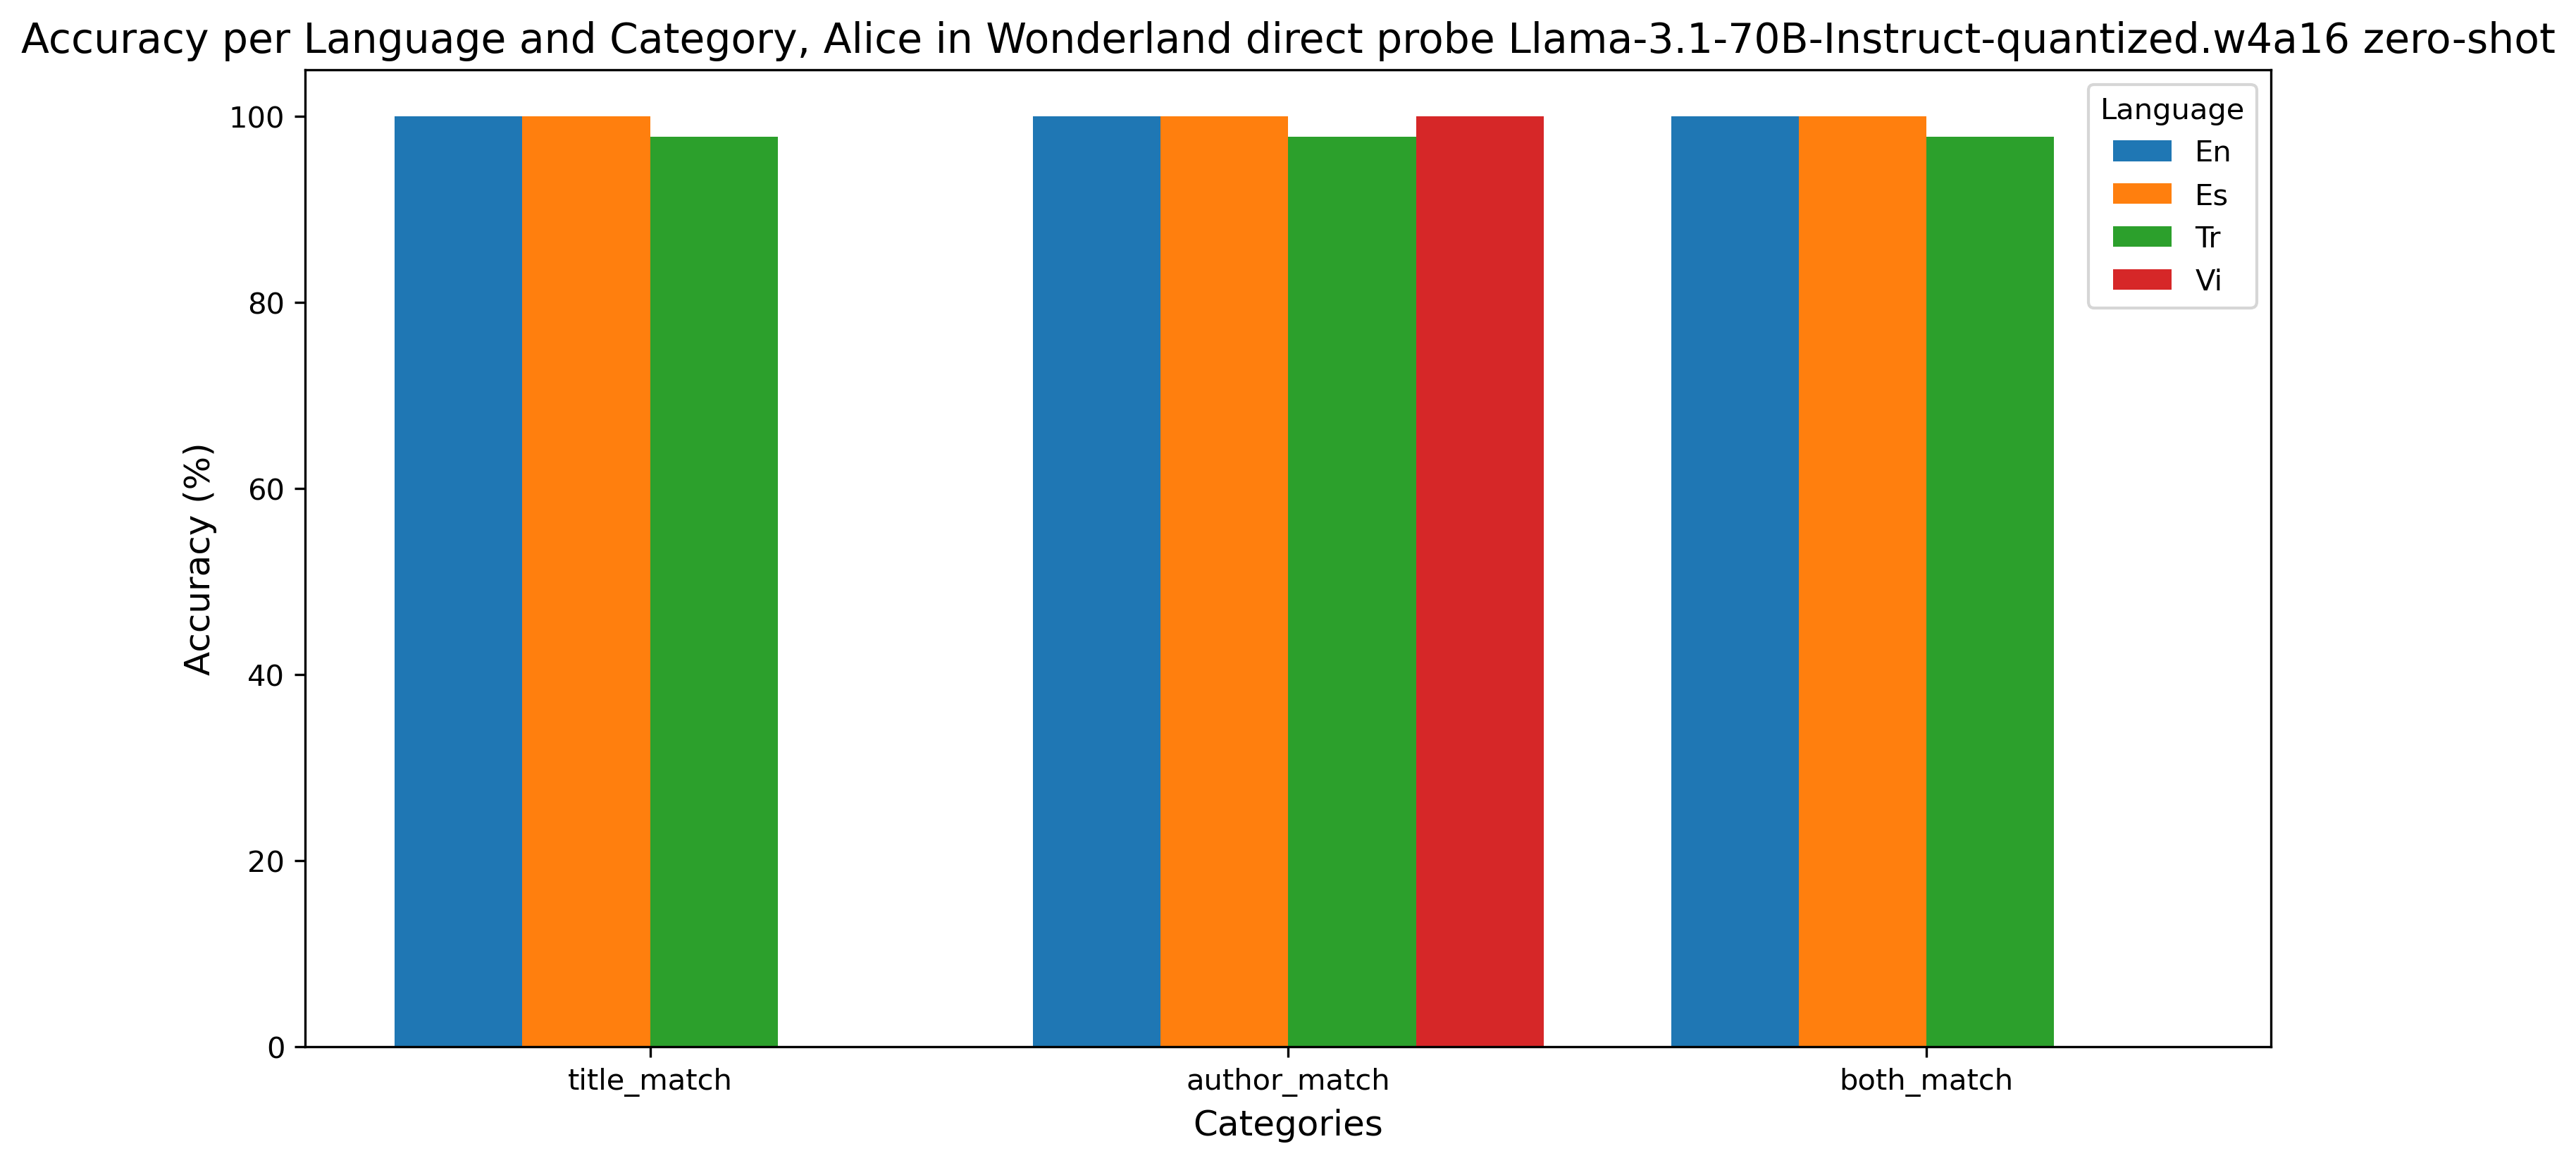 Accuracy per Language and Category, Alice in Wonderland direct probe Llama-3.1-70B-Instruct-quantized.w4a16 zero-shot
Language
En
Es
Tr
Vi
Accuracy (%)
100
80
60
40
20
0
title_match author_match both_match
Categories